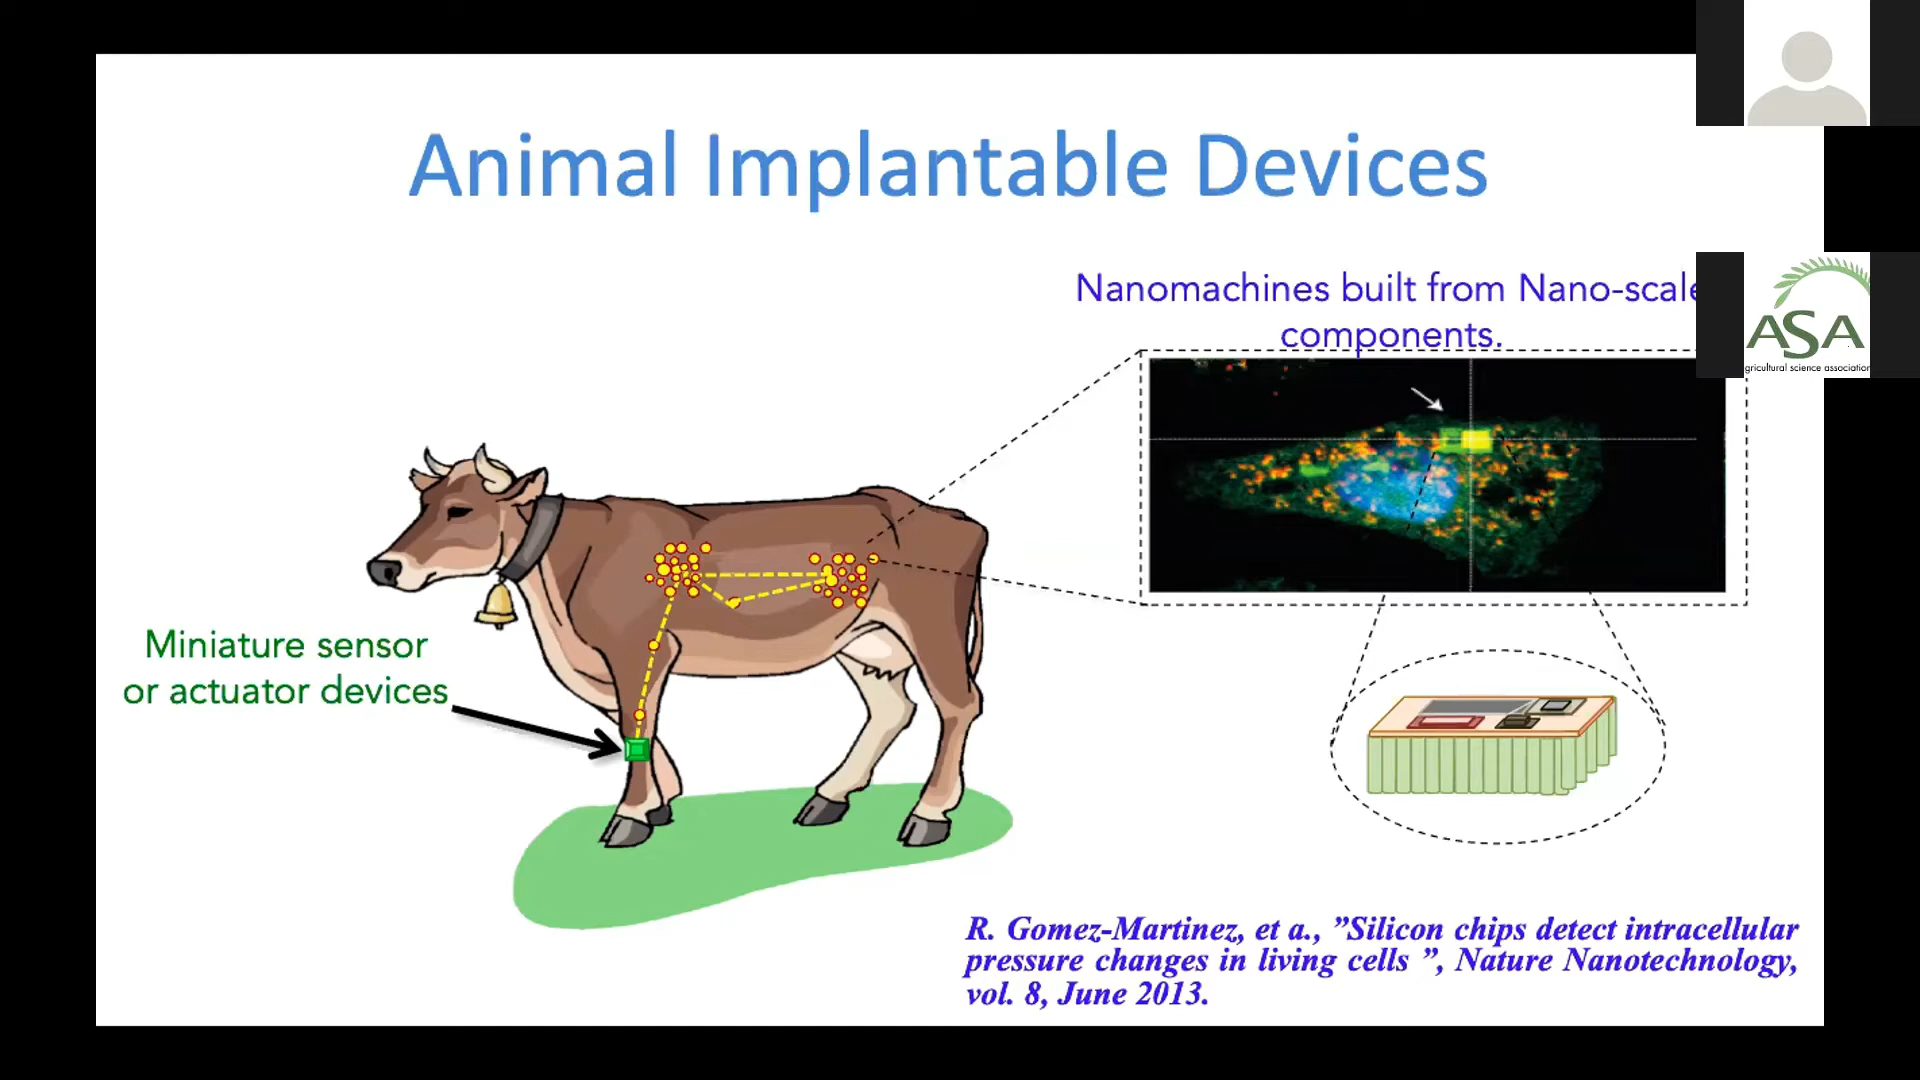 Animal Implantable Devices
Nanomachines built from Nano-scale
components.
ASA
gricultural science association
Miniature sensor
or actuator devices
R. Gomez-Martinez, et a., ”Silicon chips detect intracellular
pressure changes in living cells ”, Nature Nanotechnology,
vol. 8, June 2013.